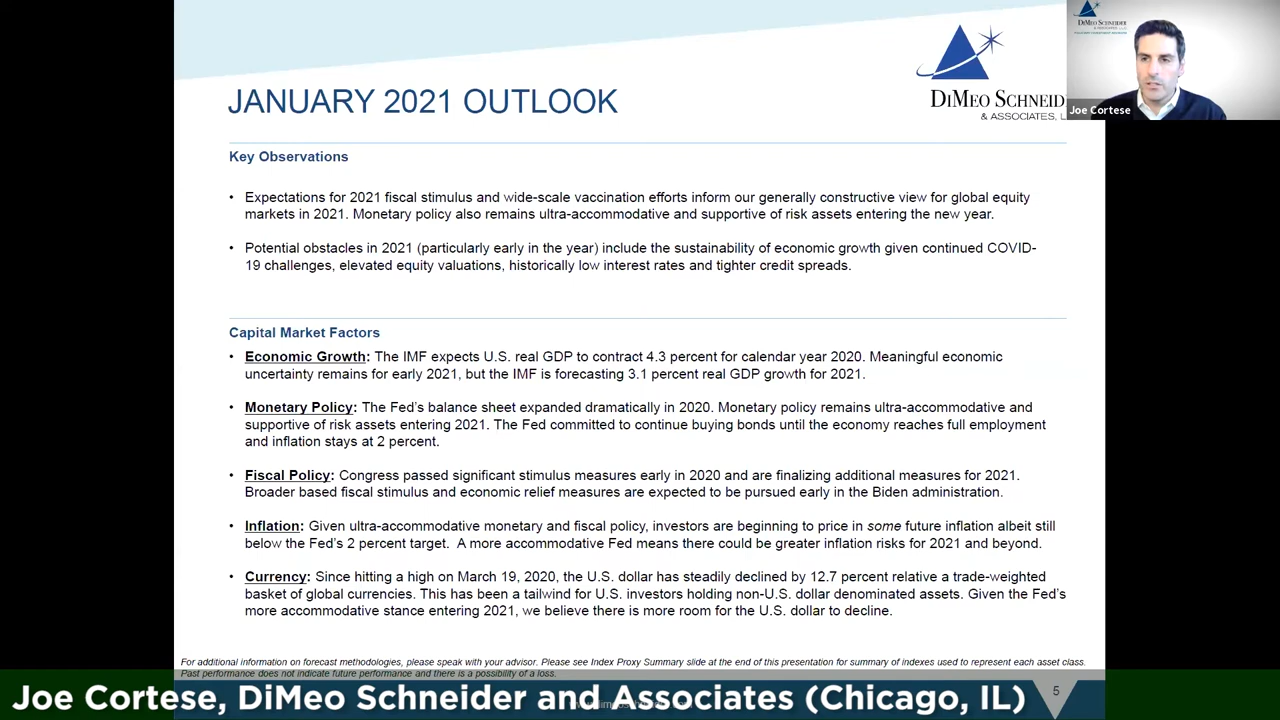 JANUARY 2021 OUTLOOK
DIMEO SCHNEID
& ASSOCIATES, L
DIMEO SCHNEIDER
& ASSOCIATES, L.L.C.
Joe Cortese
Key Observations
• Expectations for 2021 fiscal stimulus and wide-scale vaccination efforts inform our generally constructive view for global equity
markets in 2021. Monetary policy also remains ultra-accommodative and supportive of risk assets entering the new year.
• Potential obstacles in 2021 (particularly early in the year) include the sustainability of economic growth given continued COVID-
19 challenges, elevated equity valuations, historically low interest rates and tighter credit spreads.
Capital Market Factors
• Economic Growth: The IMF expects U.S. real GDP to contract 4.3 percent for calendar year 2020. Meaningful economic
uncertainty remains for early 2021, but the IMF is forecasting 3.1 percent real GDP growth for 2021.
• Monetary Policy: The Fed's balance sheet expanded dramatically in 2020. Monetary policy remains ultra-accommodative and
supportive of risk assets entering 2021. The Fed committed to continue buying bonds until the economy reaches full employment
and inflation stays at 2 percent.
• Fiscal Policy: Congress passed significant stimulus measures early in 2020 and are finalizing additional measures for 2021.
Broader based fiscal stimulus and economic relief measures are expected to be pursued early in the Biden administration.
• Inflation: Given ultra-accommodative monetary and fiscal policy, investors are beginning to price in some future inflation albeit still
below the Fed's 2 percent target.  A more accommodative Fed means there could be greater inflation risks for 2021 and beyond.
• Currency: Since hitting a high on March 19, 2020, the U.S. dollar has steadily declined by 12.7 percent relative a trade-weighted
basket of global currencies. This has been a tailwind for U.S. investors holding non-U.S. dollar denominated assets. Given the Fed's
more accommodative stance entering 2021, we believe there is more room for the U.S. dollar to decline.
For additional information on forecast methodologies, please speak with your advisor. Please see Index Proxy Summary slide at the end of this presentation for summary of indexes used to represent each asset class.
Past performance does not indicate future performance and there is a possibility of a loss.
5
Joe Cortese, DiMeo Schneider and Associates (Chicago, IL)